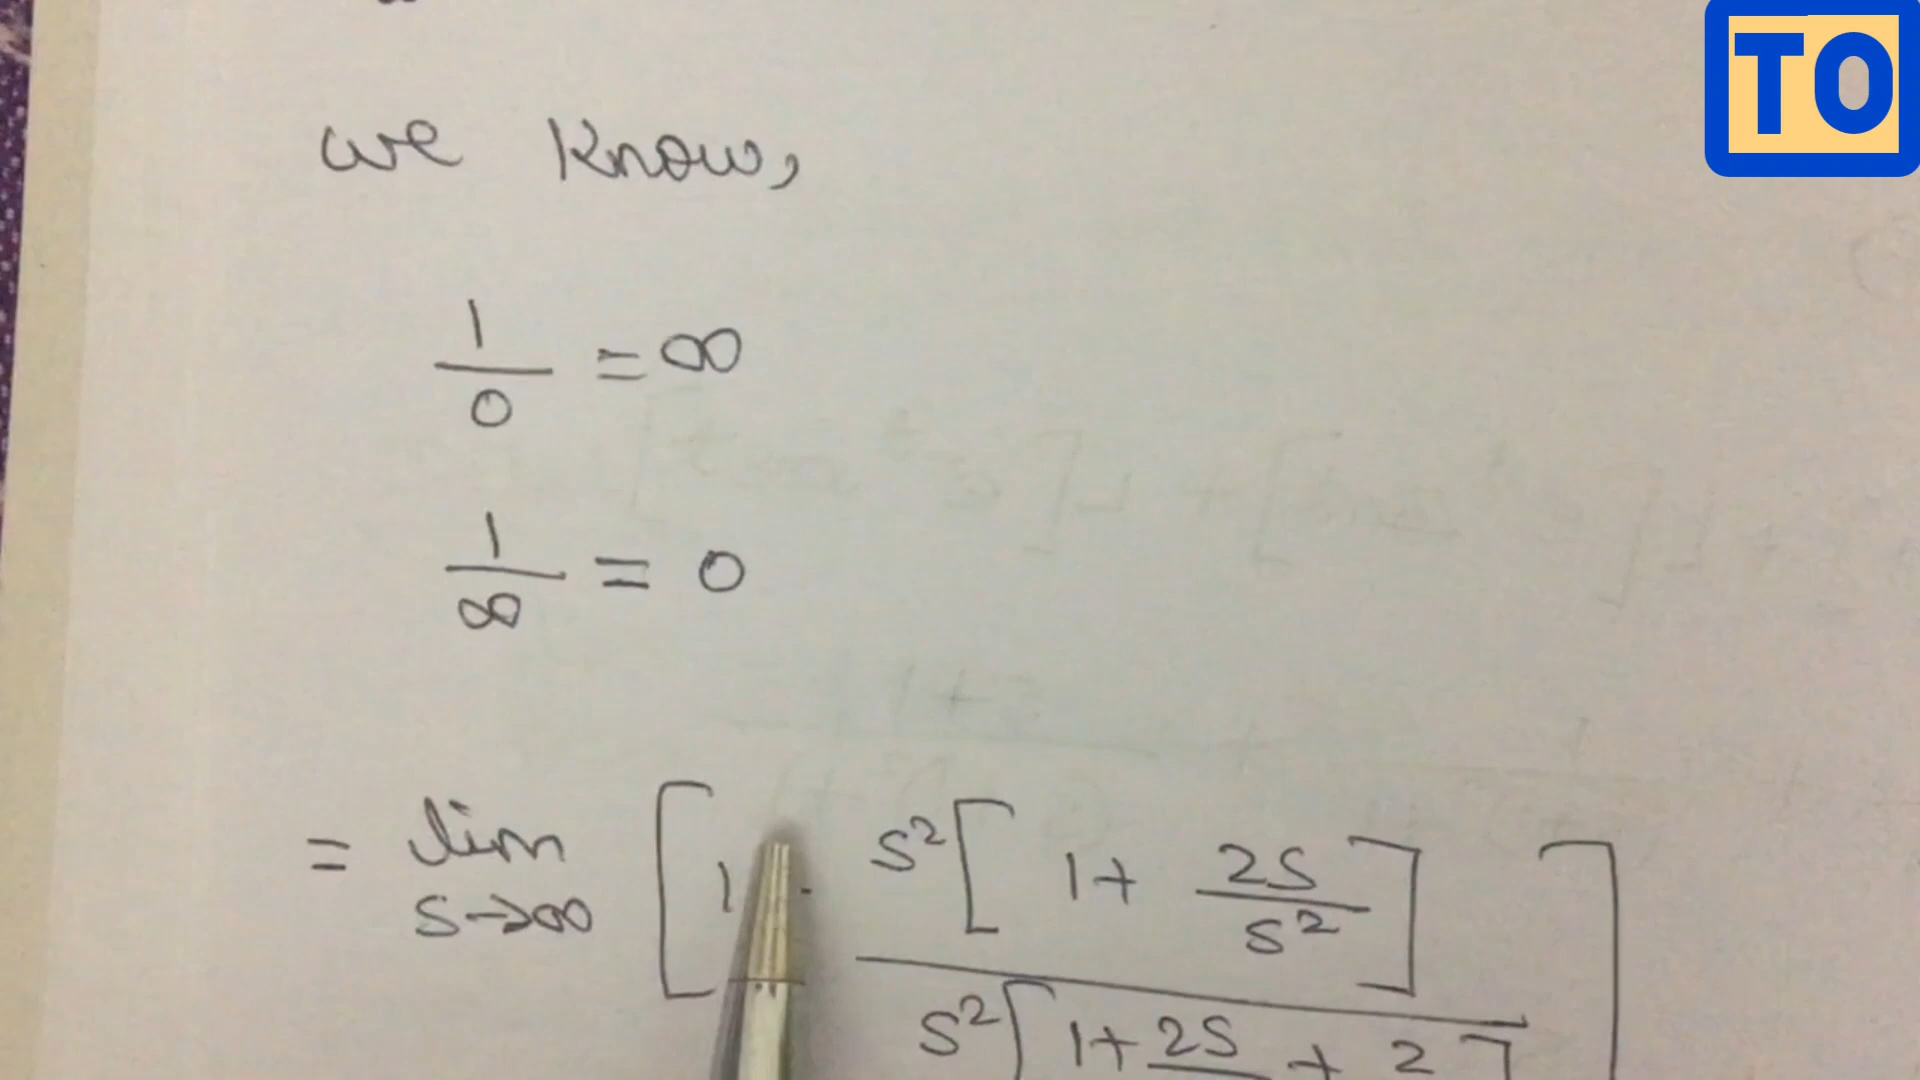 TO
we know,
1/0 = ∞
1/∞ = 0
= lim s→∞ [ 1 s²[ 1 + 2s/s² ]
s²[ 1 + 2s + 2 ] ]